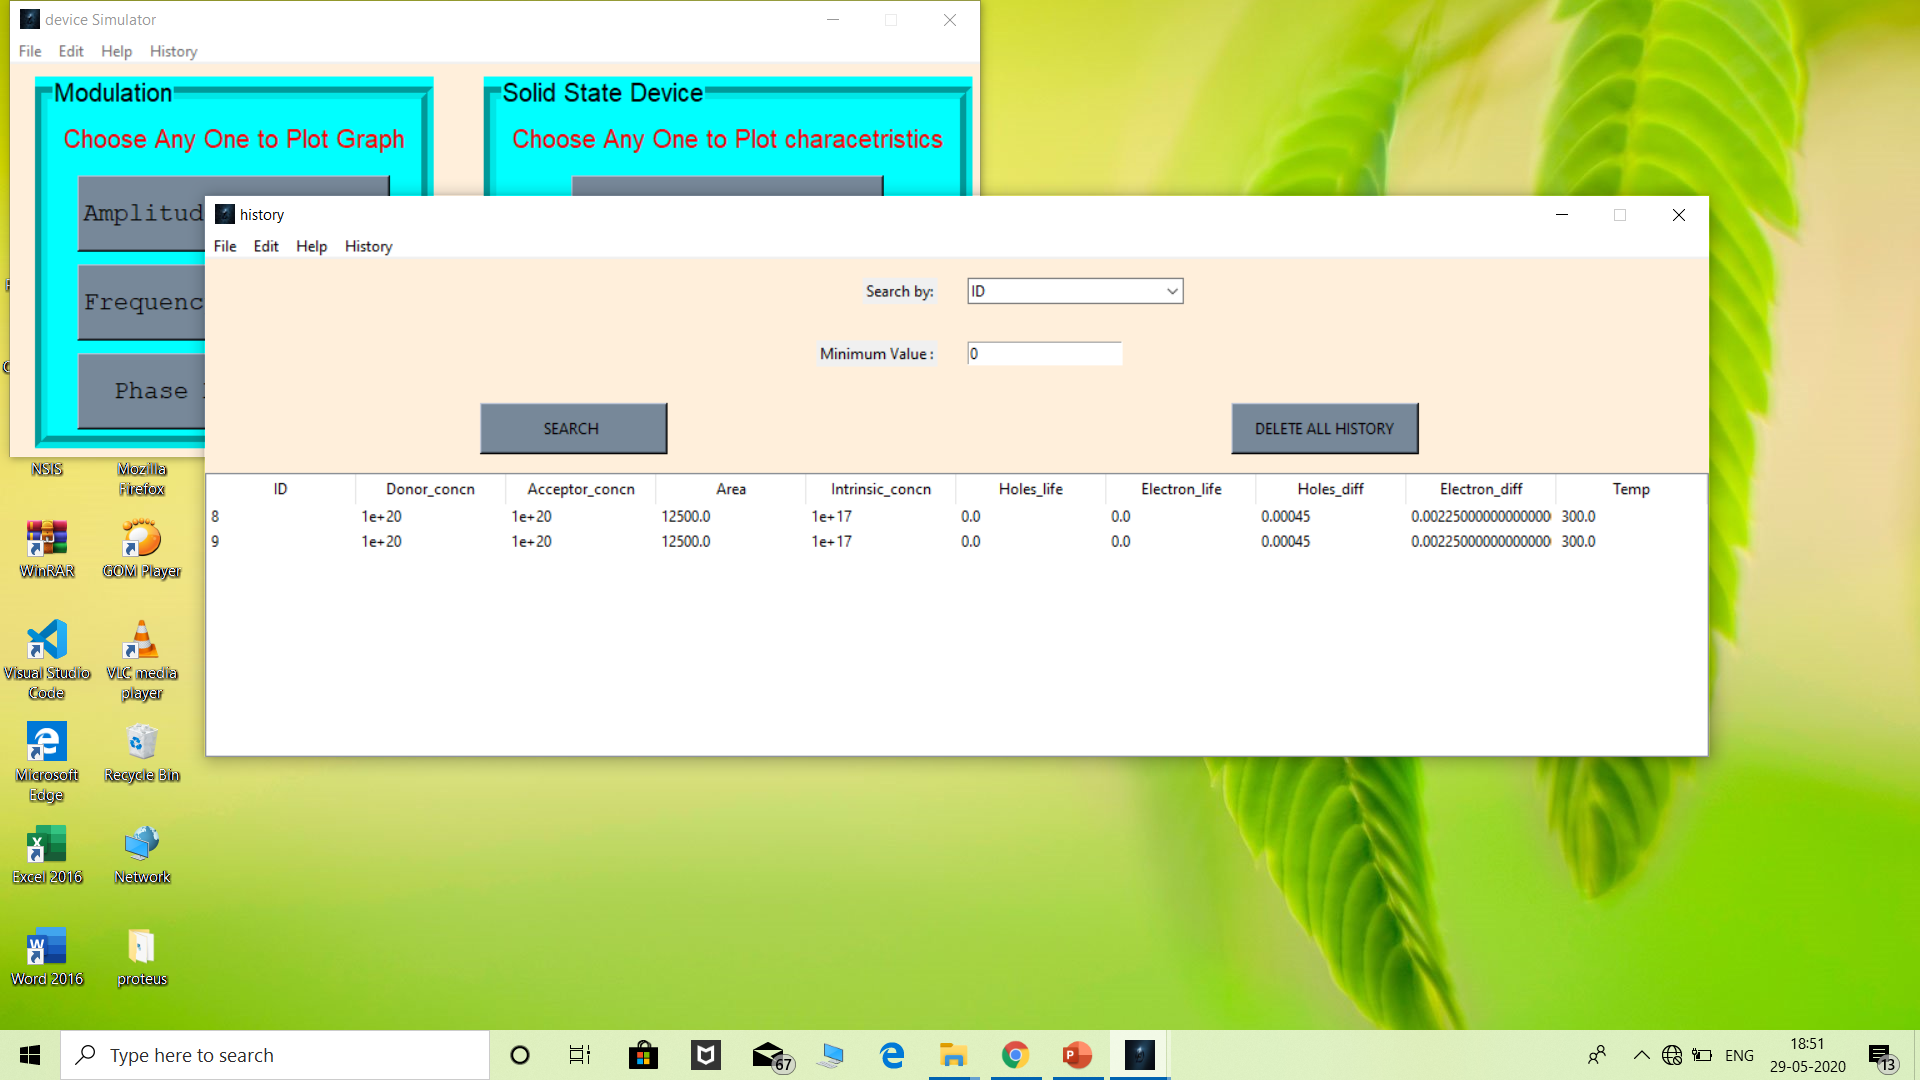 device Simulator
File Edit Help History
Modulation
Choose Any One to Plot Graph
Solid State Device
Choose Any One to Plot characetristics
Phase
history
File Edit Help History
Search by: ID
Minimum Value : 0
SEARCH
DELETE ALL HISTORY
ID Donor_concn Acceptor_concn Area Intrinsic_concn Holes_life Electron_life Holes_diff Electron_diff Temp
8 1e+20 1e+20 12500.0 1e+17 0.0 0.0 0.00045 0.00225000000000000 300.0
9 1e+20 1e+20 12500.0 1e+17 0.0 0.0 0.00045 0.00225000000000000 300.0
NSIS
Mozilla
Firefox
WinRAR
GOM Player
Visual Studio
Code
VLC media
player
Microsoft
Edge
Recycle Bin
Excel 2016
Network
Word 2016
proteus
Type here to search
67
ENG
18:51
29-05-2020
13